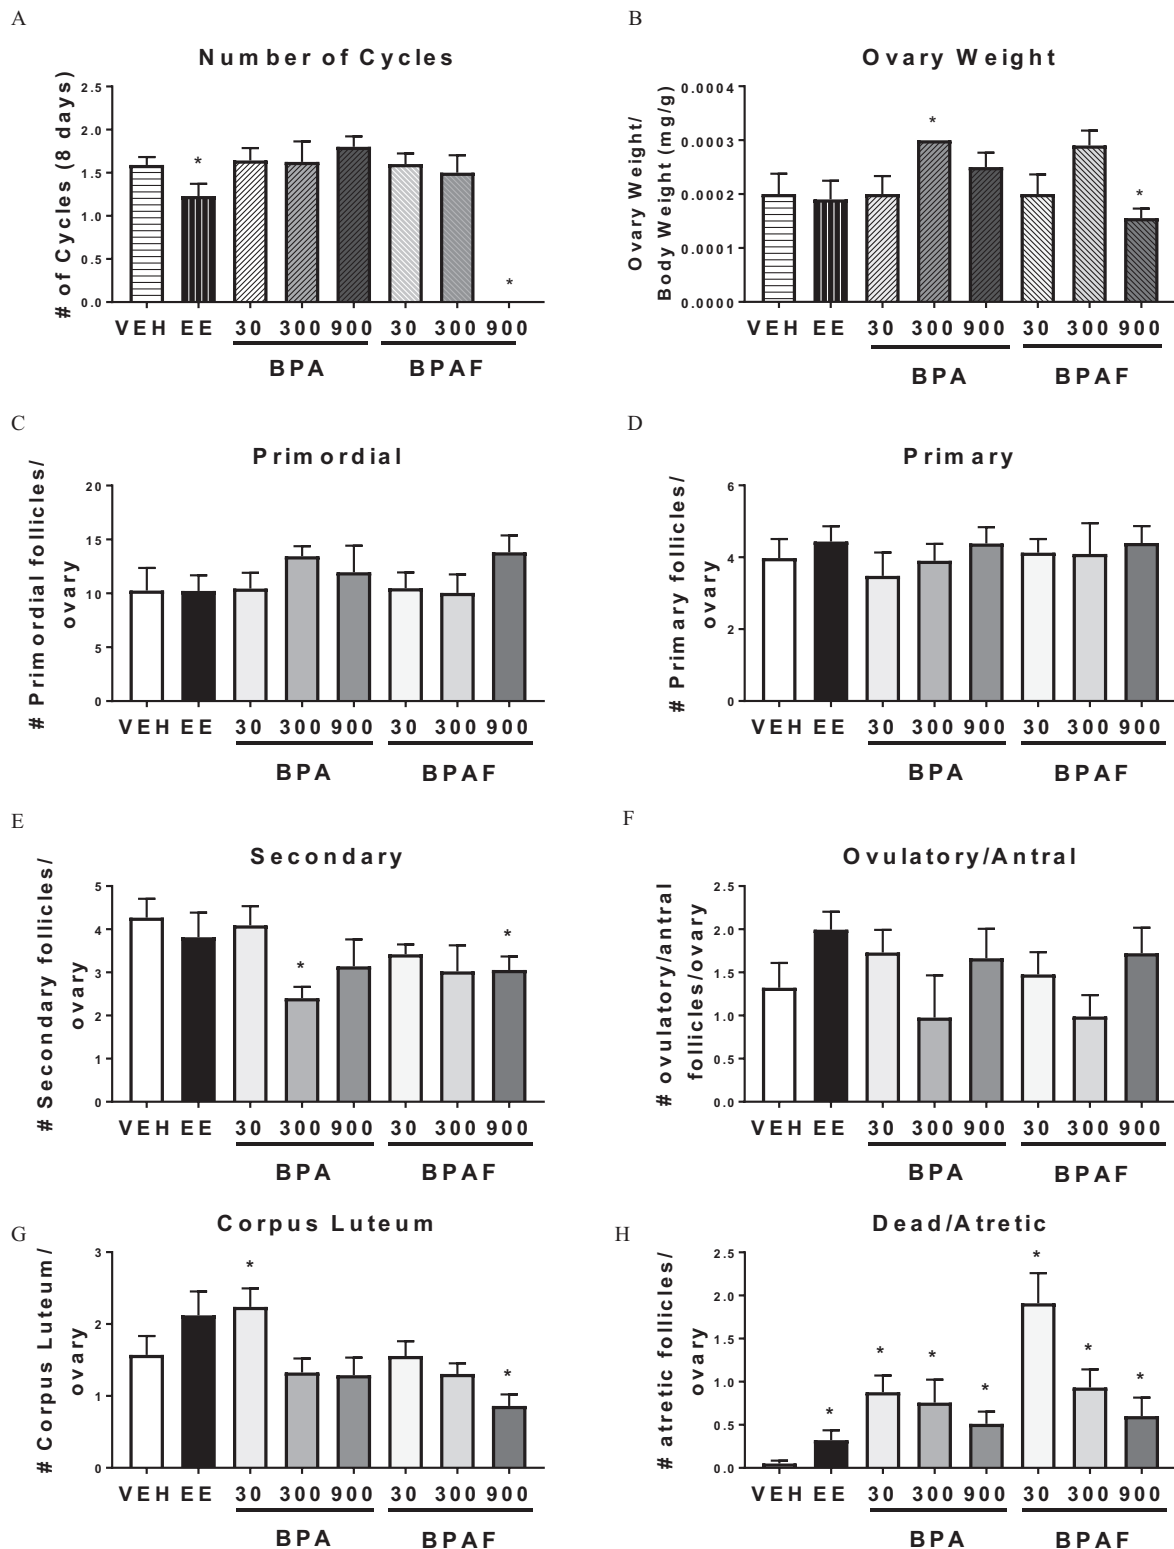 A
Number of Cycles
# of Cycles (8 days)
2.5
2.0
1.5
1.0
0.5
0.0
*
*
VEH EE 30 300 900 30 300 900
BPA BPAF
B
Ovary Weight
Ovary Weight/
Body Weight (mg/g)
0.0004
0.0003
0.0002
0.0001
0.0000
*
*
VEH EE 30 300 900 30 300 900
BPA BPAF
C
Primordial
# Primordial follicles/
ovary
20
15
10
5
0
VEH EE 30 300 900 30 300 900
BPA BPAF
D
Primary
# Primary follicles/
ovary
6
4
2
0
VEH EE 30 300 900 30 300 900
BPA BPAF
E
Secondary
# Secondary follicles/
ovary
5
4
3
2
1
0
*
*
VEH EE 30 300 900 30 300 900
BPA BPAF
F
Ovulatory/Antral
# ovulatory/antral
follicles/ovary
2.5
2.0
1.5
1.0
0.5
0.0
VEH EE 30 300 900 30 300 900
BPA BPAF
G
Corpus Luteum
# Corpus Luteum/
ovary
3
2
1
0
*
*
VEH EE 30 300 900 30 300 900
BPA BPAF
H
Dead/Atretic
# atretic follicles/
ovary
2.5
2.0
1.5
1.0
0.5
0.0
* * * * * * *
VEH EE 30 300 900 30 300 900
BPA BPAF